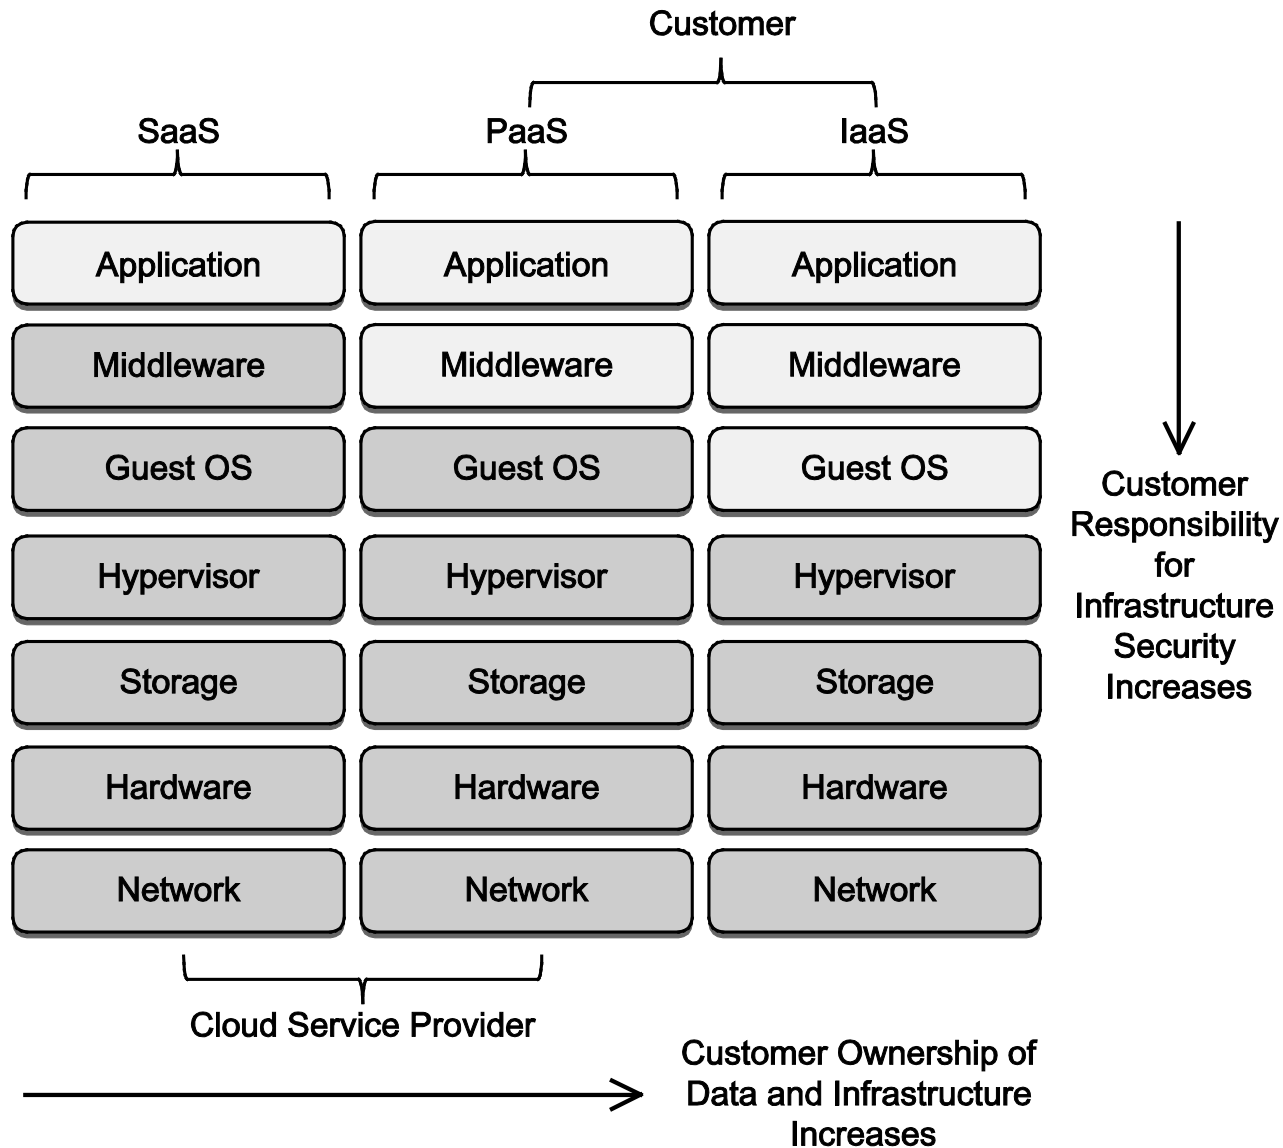 Customer
SaaS PaaS IaaS
Application Application Application
Middleware Middleware Middleware
Guest OS Guest OS Guest OS
Hypervisor Hypervisor Hypervisor
Storage Storage Storage
Hardware Hardware Hardware
Network Network Network
Customer
Responsibility
for
Infrastructure
Security
Increases
Cloud Service Provider
Customer Ownership of
Data and Infrastructure
Increases